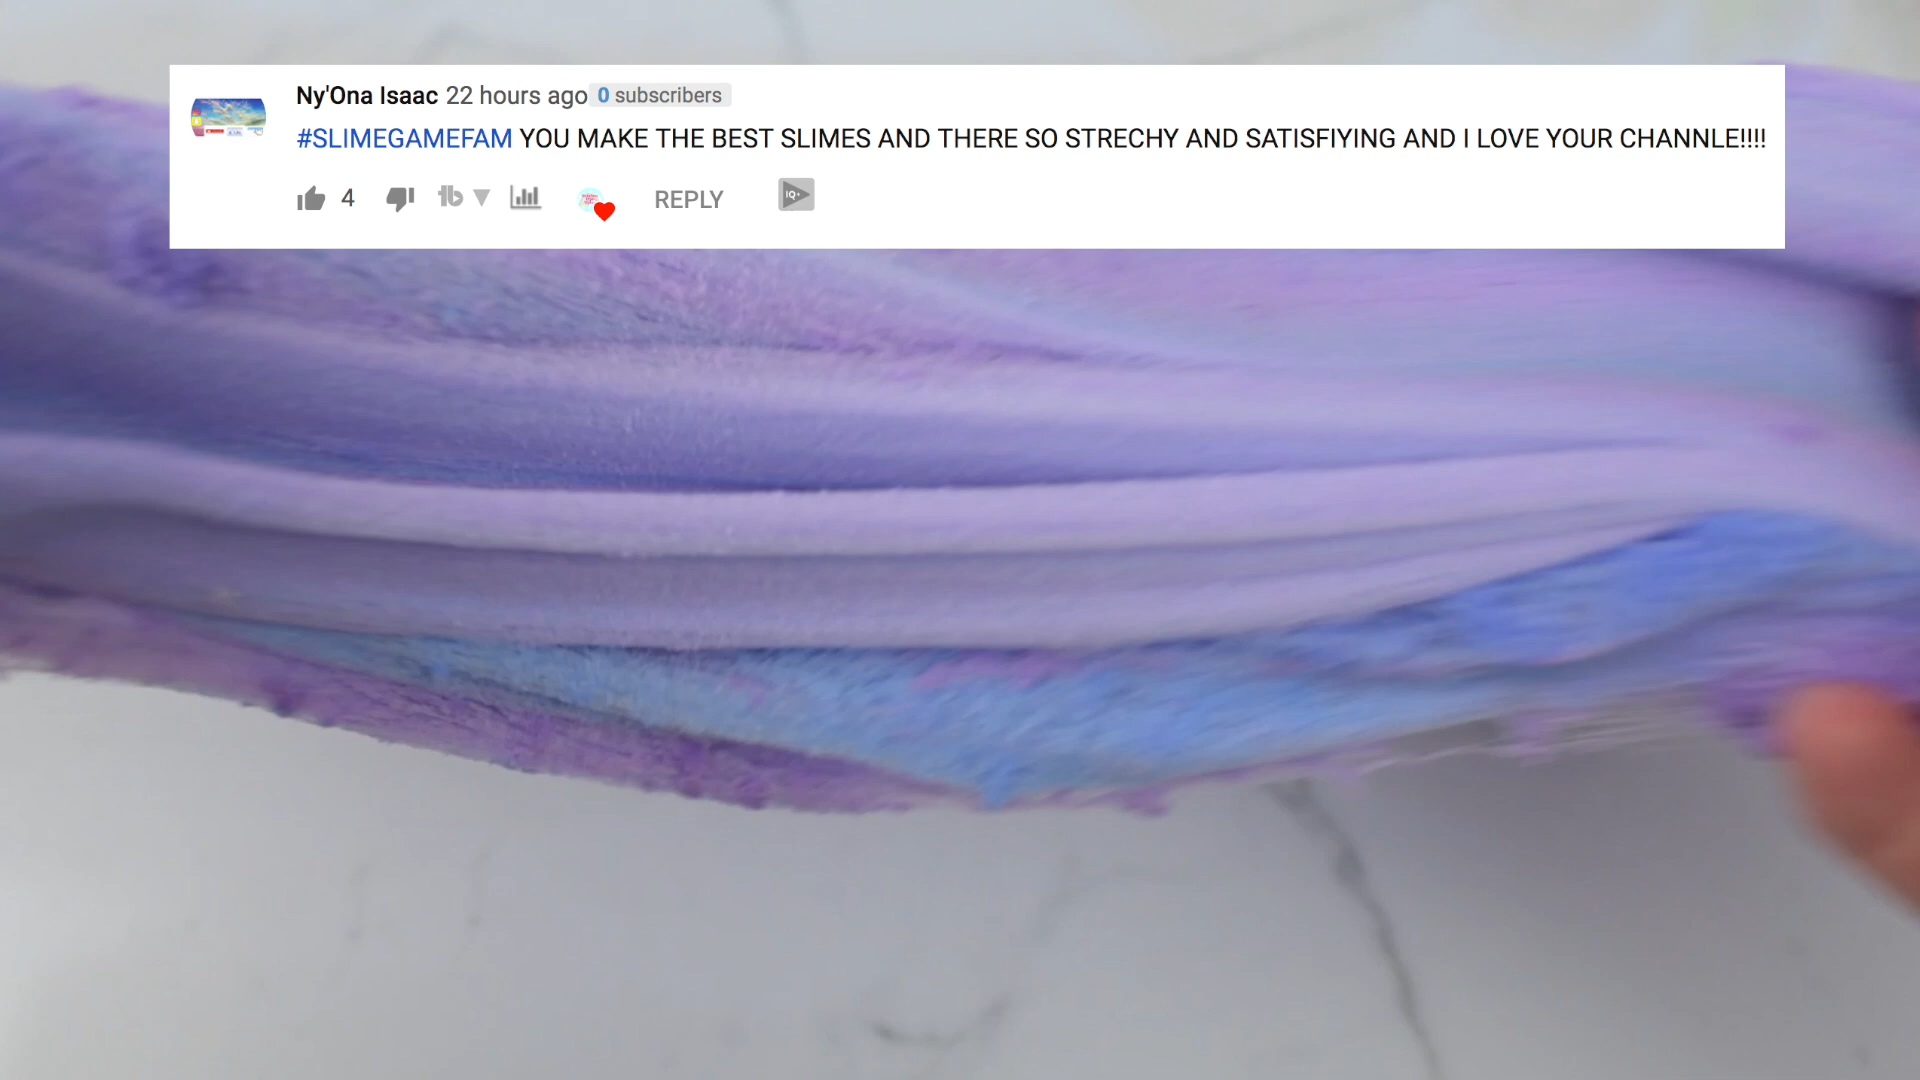 Ny'Ona Isaac 22 hours ago 0 subscribers
#SLIMEGAMEFAM YOU MAKE THE BEST SLIMES AND THERE SO STRECHY AND SATISFIYING AND I LOVE YOUR CHANNLE!!!!
4 REPLY